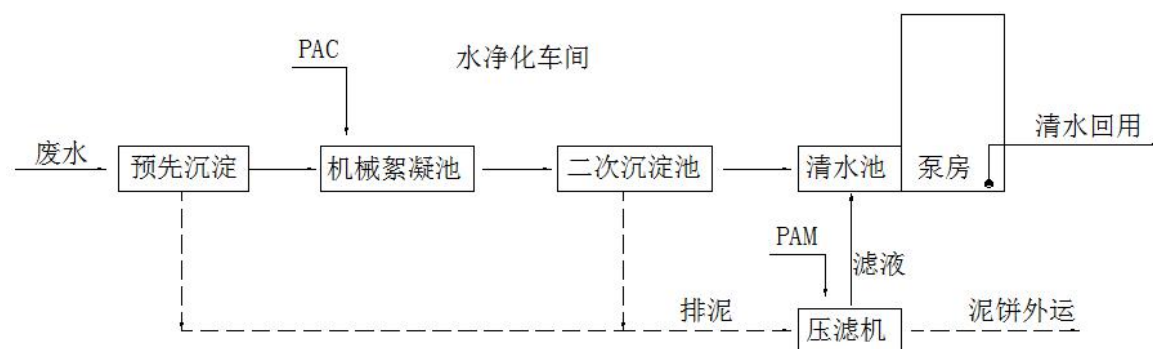 PAC
水净化车间
清水回用
废水
预先沉淀
机械絮凝池
二次沉淀池
清水池
泵房
PAM
滤液
排泥
压滤机
泥饼外运